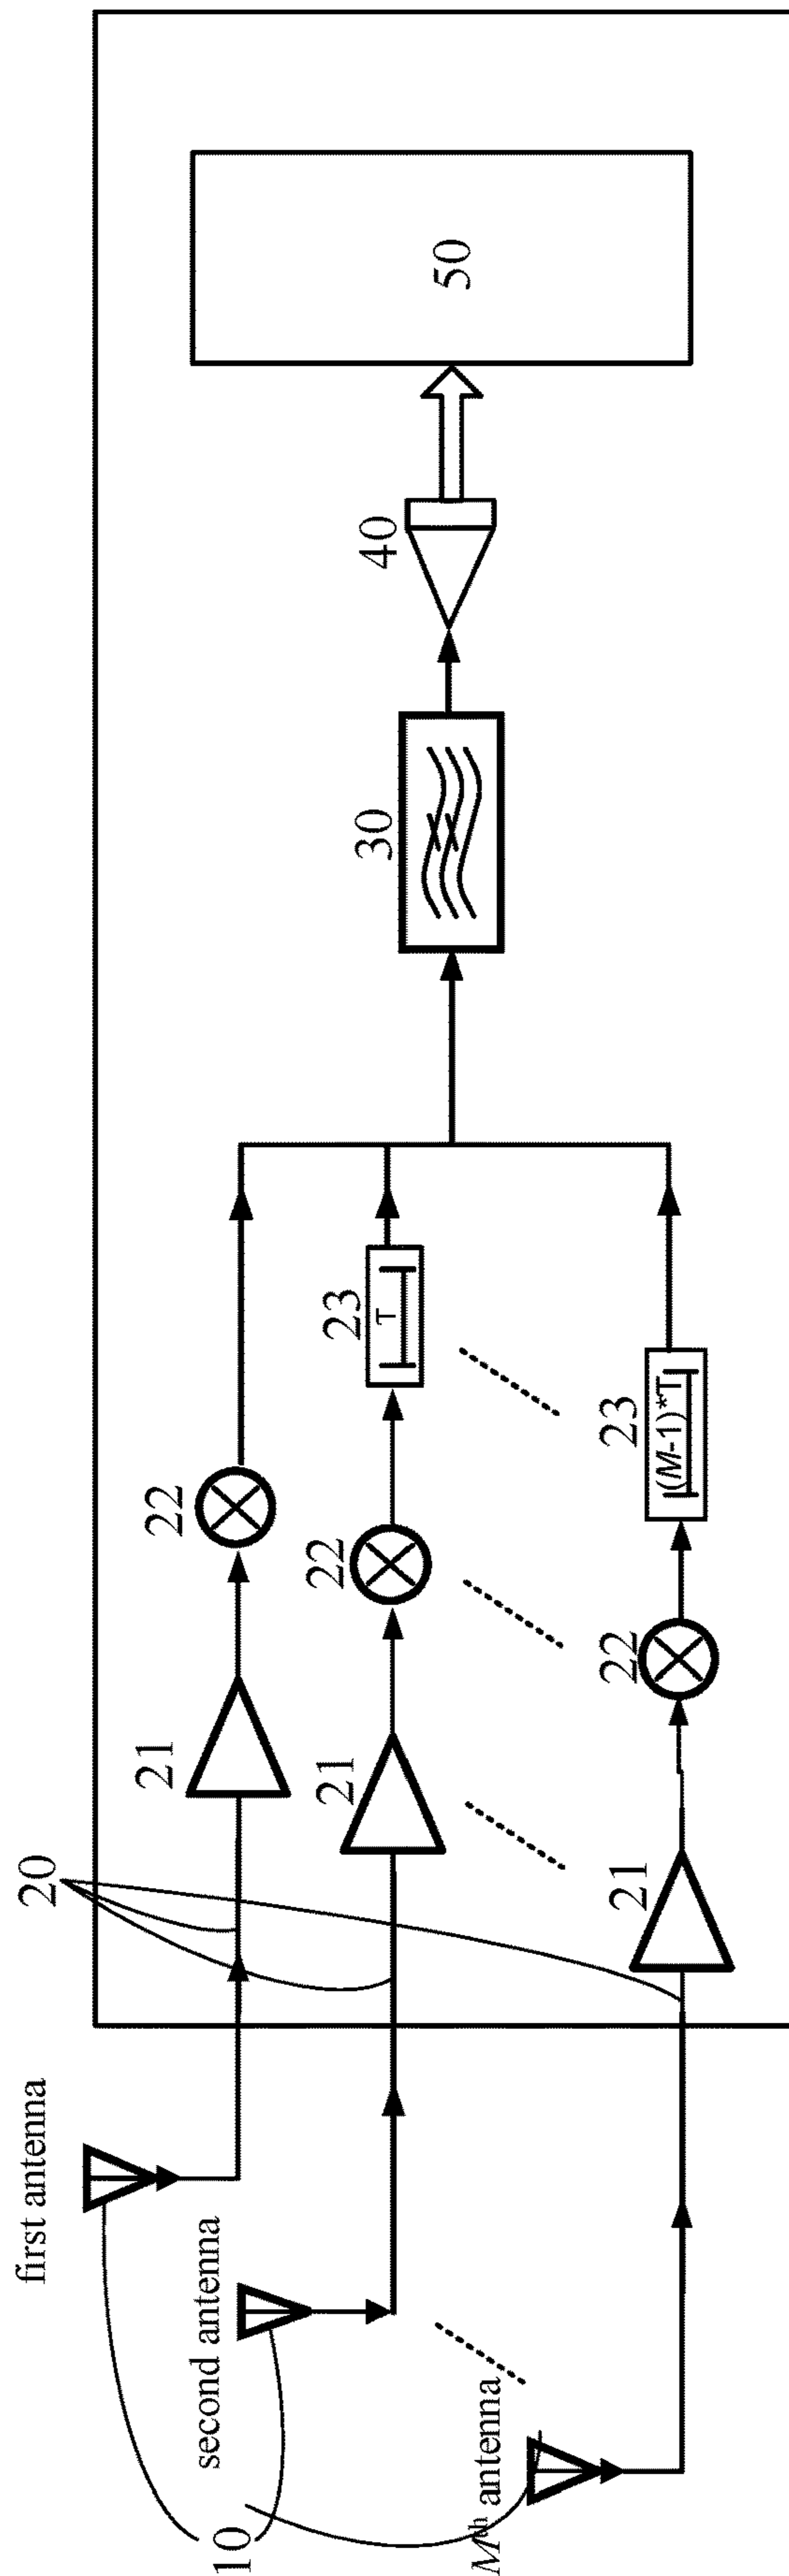 first antenna
second antenna
Mth antenna
10
20
21
22
21
22
23
T
21
22
23
(M-1)*T
30
40
50